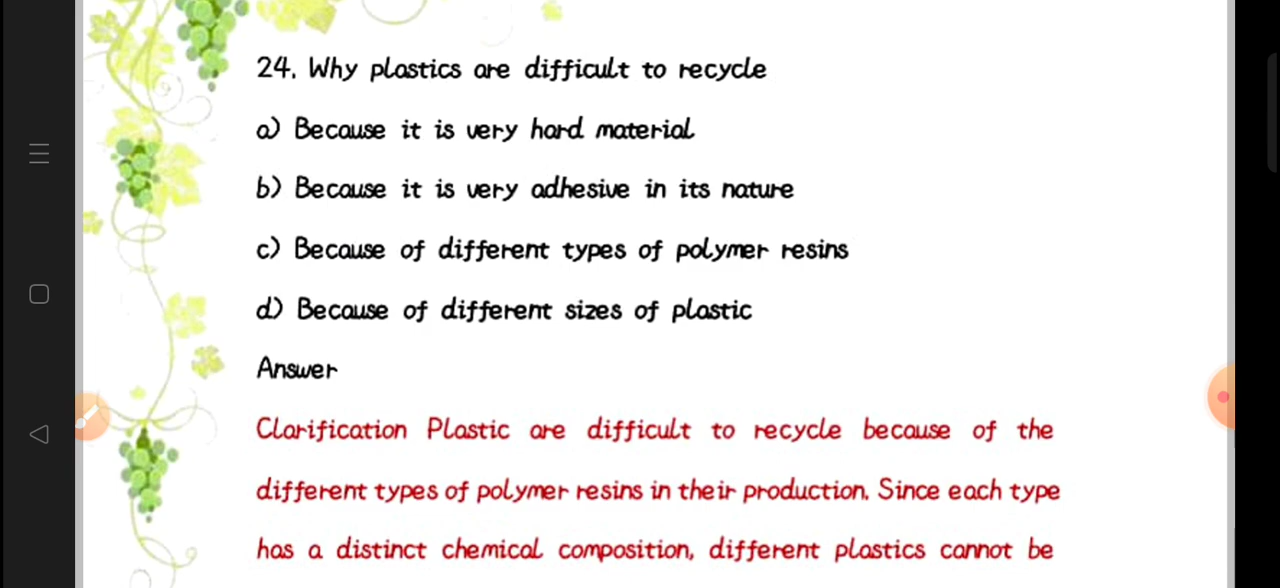 24. Why plastics are difficult to recycle
a) Because it is very hard material
b) Because it is very adhesive in its nature
c) Because of different types of polymer resins
d) Because of different sizes of plastic
Answer
Clarification Plastic are difficult to recycle because of the
different types of polymer resins in their production. Since each type
has a distinct chemical composition, different plastics cannot be